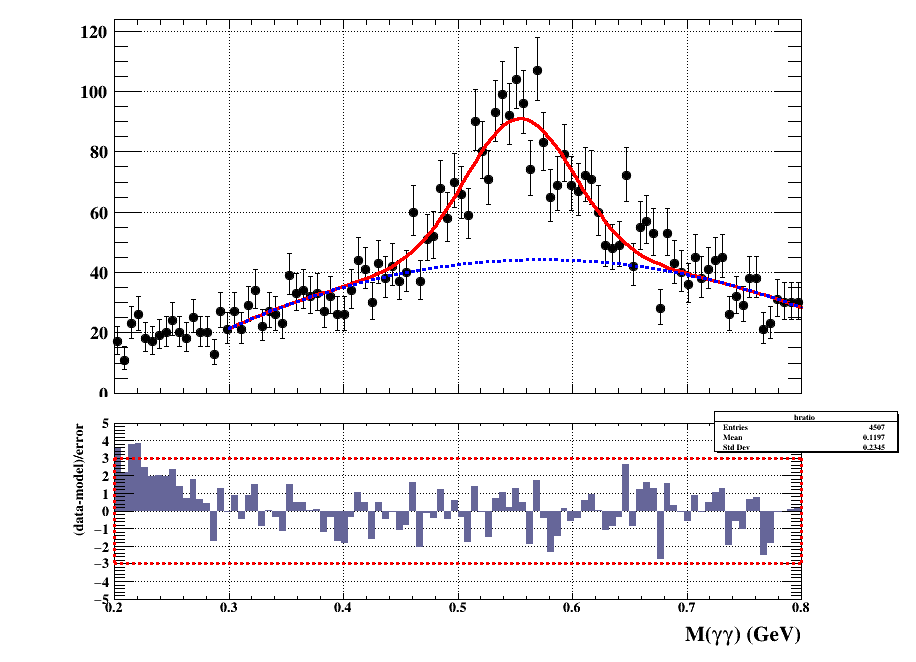 120
100
80
60
40
20
0
hratio
Entries 4507
Mean 0.1197
Std Dev 0.2345
(data-model)/error
5
4
3
2
1
0
−1
−2
−3
−4
−5
0.2 0.3 0.4 0.5 0.6 0.7 0.8
M(γγ) (GeV)